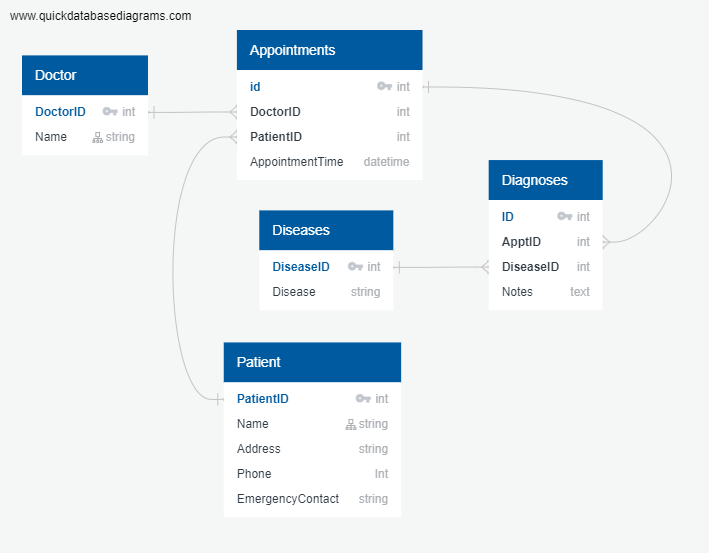 www.quickdatabasediagrams.com
Doctor
DoctorID int
Name string
Appointments
id int
DoctorID int
PatientID int
AppointmentTime datetime
Diagnoses
ID int
ApptID int
DiseaseID int
Notes text
Diseases
DiseaseID int
Disease string
Patient
PatientID int
Name string
Address string
Phone Int
EmergencyContact string